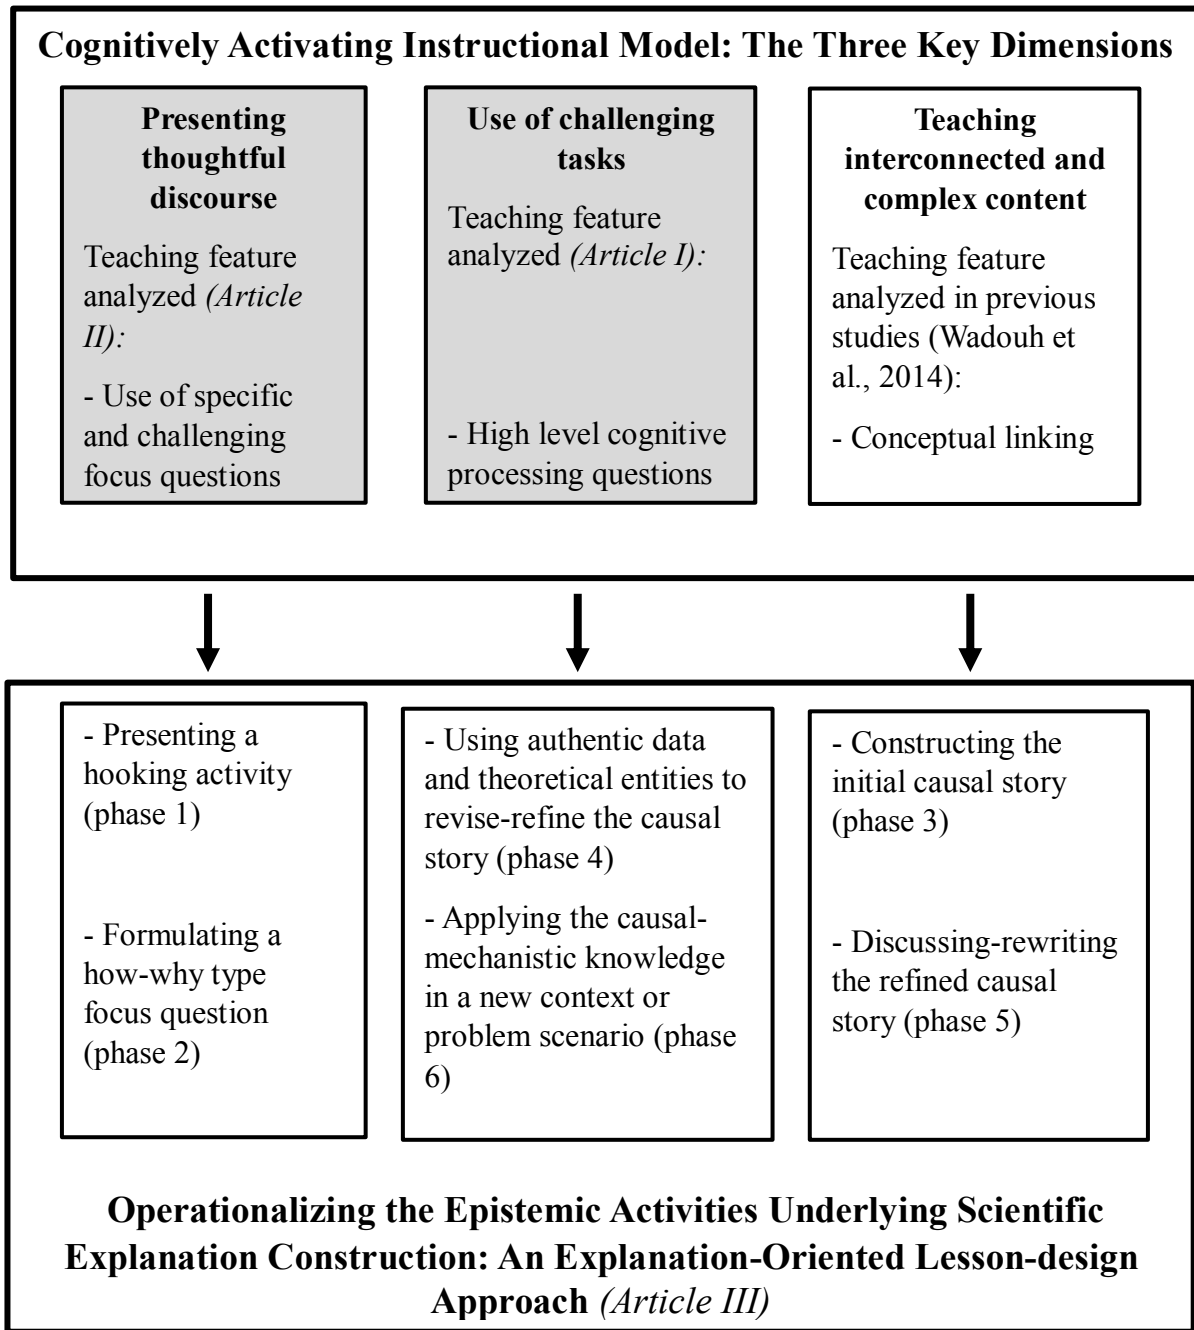 Cognitively Activating Instructional Model: The Three Key Dimensions
Presenting
thoughtful
discourse
Teaching feature
analyzed (Article
II):
- Use of specific
and challenging
focus questions
Use of challenging
tasks
Teaching feature
analyzed (Article I):
- High level cognitive
processing questions
Teaching
interconnected and
complex content
Teaching feature
analyzed in previous
studies (Wadouh et
al., 2014):
- Conceptual linking
- Presenting a
hooking activity
(phase 1)
- Formulating a
how-why type
focus question
(phase 2)
- Using authentic data
and theoretical entities to
revise-refine the causal
story (phase 4)
- Applying the causal-
mechanistic knowledge
in a new context or
problem scenario (phase
6)
- Constructing the
initial causal story
(phase 3)
- Discussing-rewriting
the refined causal
story (phase 5)
Operationalizing the Epistemic Activities Underlying Scientific
Explanation Construction: An Explanation-Oriented Lesson-design
Approach (Article III)